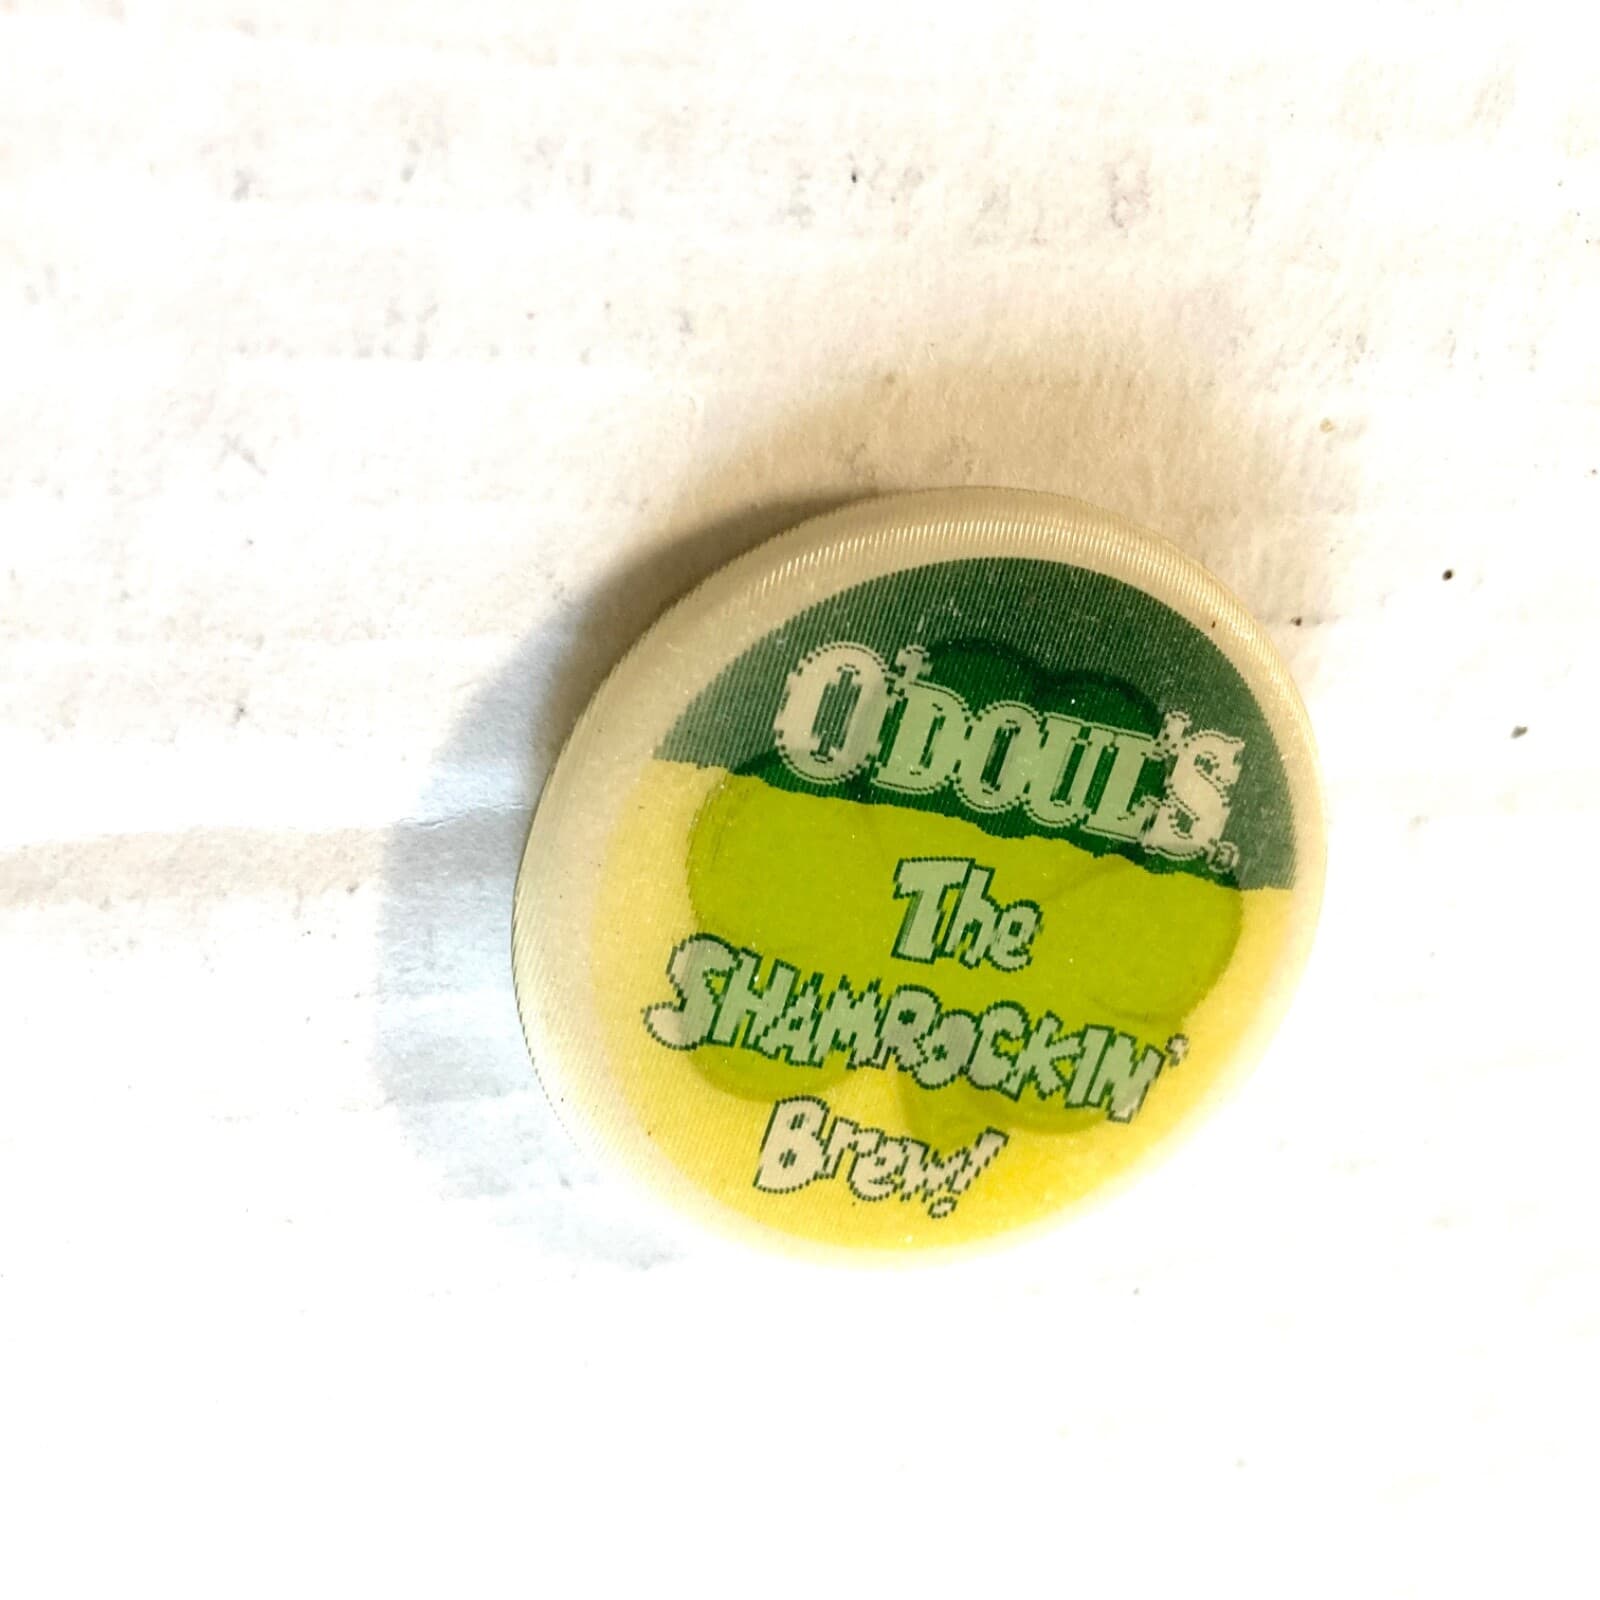 O'DOUL'S®
The
SHAMROCKIN'
Brew!